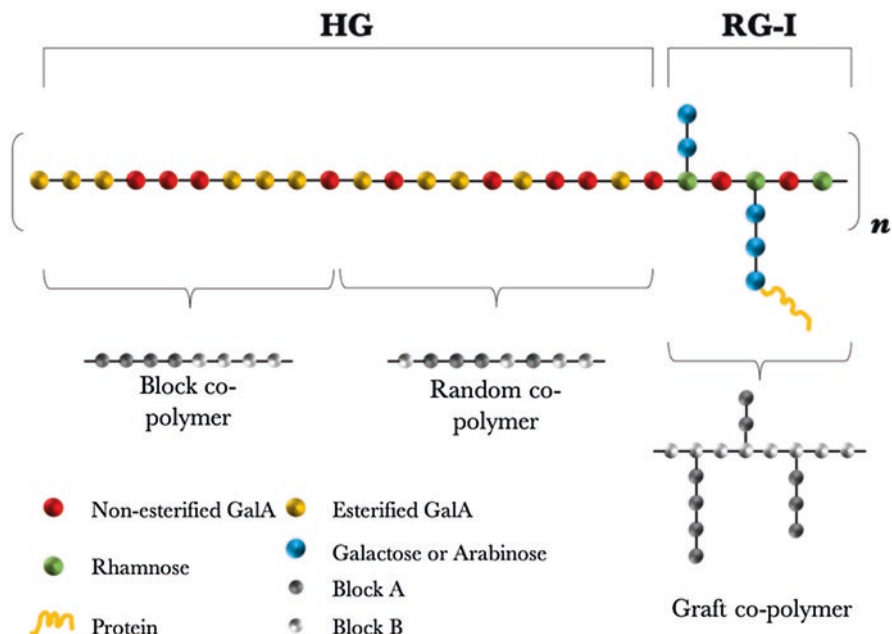 HG
RG-I
n
Block co-
polymer
Random co-
polymer
Graft co-polymer
Non-esterified GalA
Esterified GalA
Rhamnose
Galactose or Arabinose
Block A
Protein
Block B